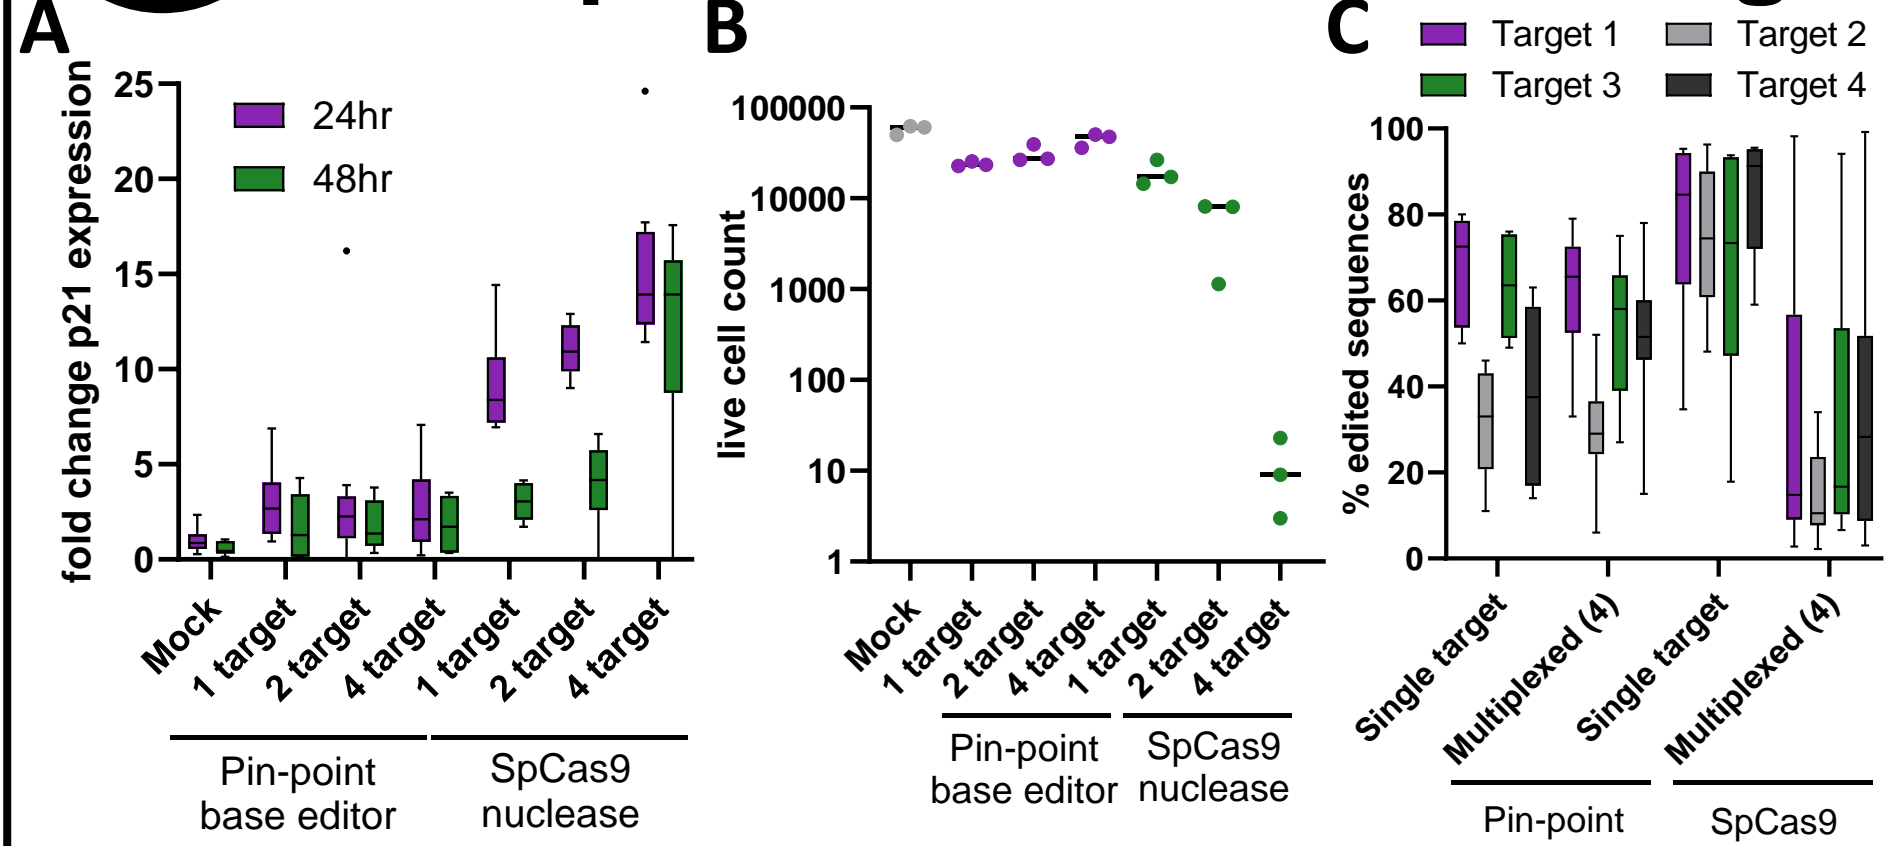 A
fold change p21 expression
25
20
15
10
5
0
24hr
48hr
Mock
1 target
2 target
4 target
1 target
2 target
4 target
Pin-point
base editor
SpCas9
nuclease
B
live cell count
100000
10000
1000
100
10
1
Mock
1 target
2 target
4 target
1 target
2 target
4 target
Pin-point
base editor
SpCas9
nuclease
C
Target 1
Target 2
Target 3
Target 4
% edited sequences
100
80
60
40
20
0
Single target
Multiplexed (4)
Single target
Multiplexed (4)
Pin-point
SpCas9